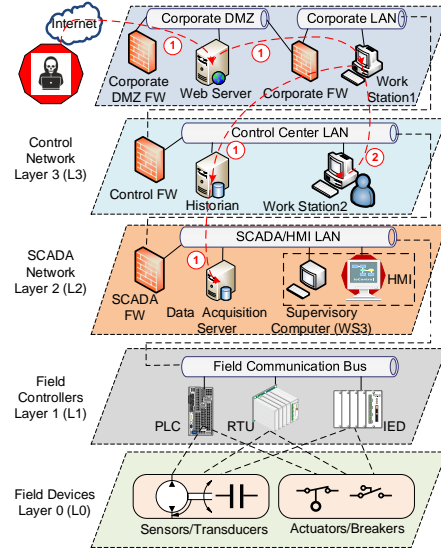 Internet
Corporate DMZ
Corporate LAN
1
1
Corporate
DMZ FW
Web Server
Corporate FW
Work
Station1
Control
Network
Layer 3 (L3)
Control Center LAN
1
2
Control FW
Historian
Work Station2
SCADA
Network
Layer 2 (L2)
SCADA/HMI LAN
1
HMI
SCADA
FW
Data Acquisition
Server
Supervisory
Computer (WS3)
Field
Controllers
Layer 1 (L1)
Field Communication Bus
PLC
RTU
IED
Field Devices
Layer 0 (L0)
Sensors/Transducers
Actuators/Breakers